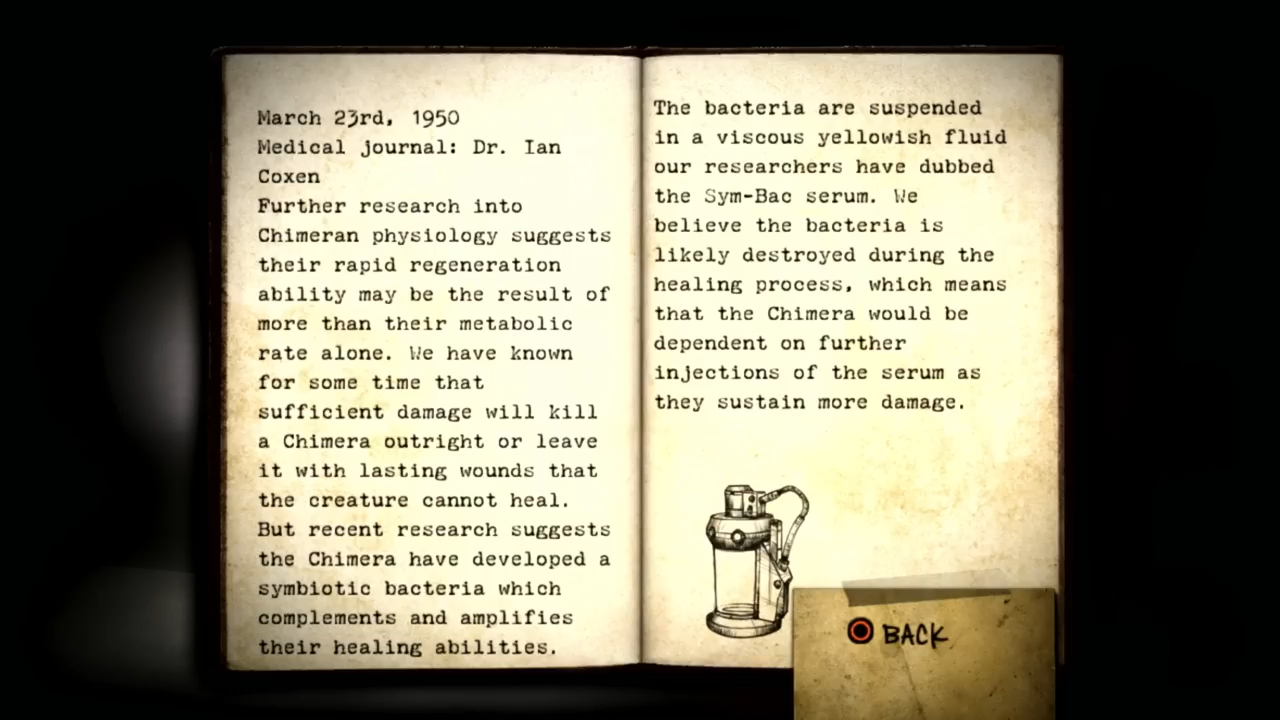 March 23rd, 1950
Medical journal: Dr. Ian
Coxen
Further research into
Chimeran physiology suggests
their rapid regeneration
ability may be the result of
more than their metabolic
rate alone. We have known
for some time that
sufficient damage will kill
a Chimera outright or leave
it with lasting wounds that
the creature cannot heal.
But recent research suggests
the Chimera have developed a
symbiotic bacteria which
complements and amplifies
their healing abilities.
The bacteria are suspended
in a viscous yellowish fluid
our researchers have dubbed
the Sym-Bac serum. We
believe the bacteria is
likely destroyed during the
healing process, which means
that the Chimera would be
dependent on further
injections of the serum as
they sustain more damage.
BACK